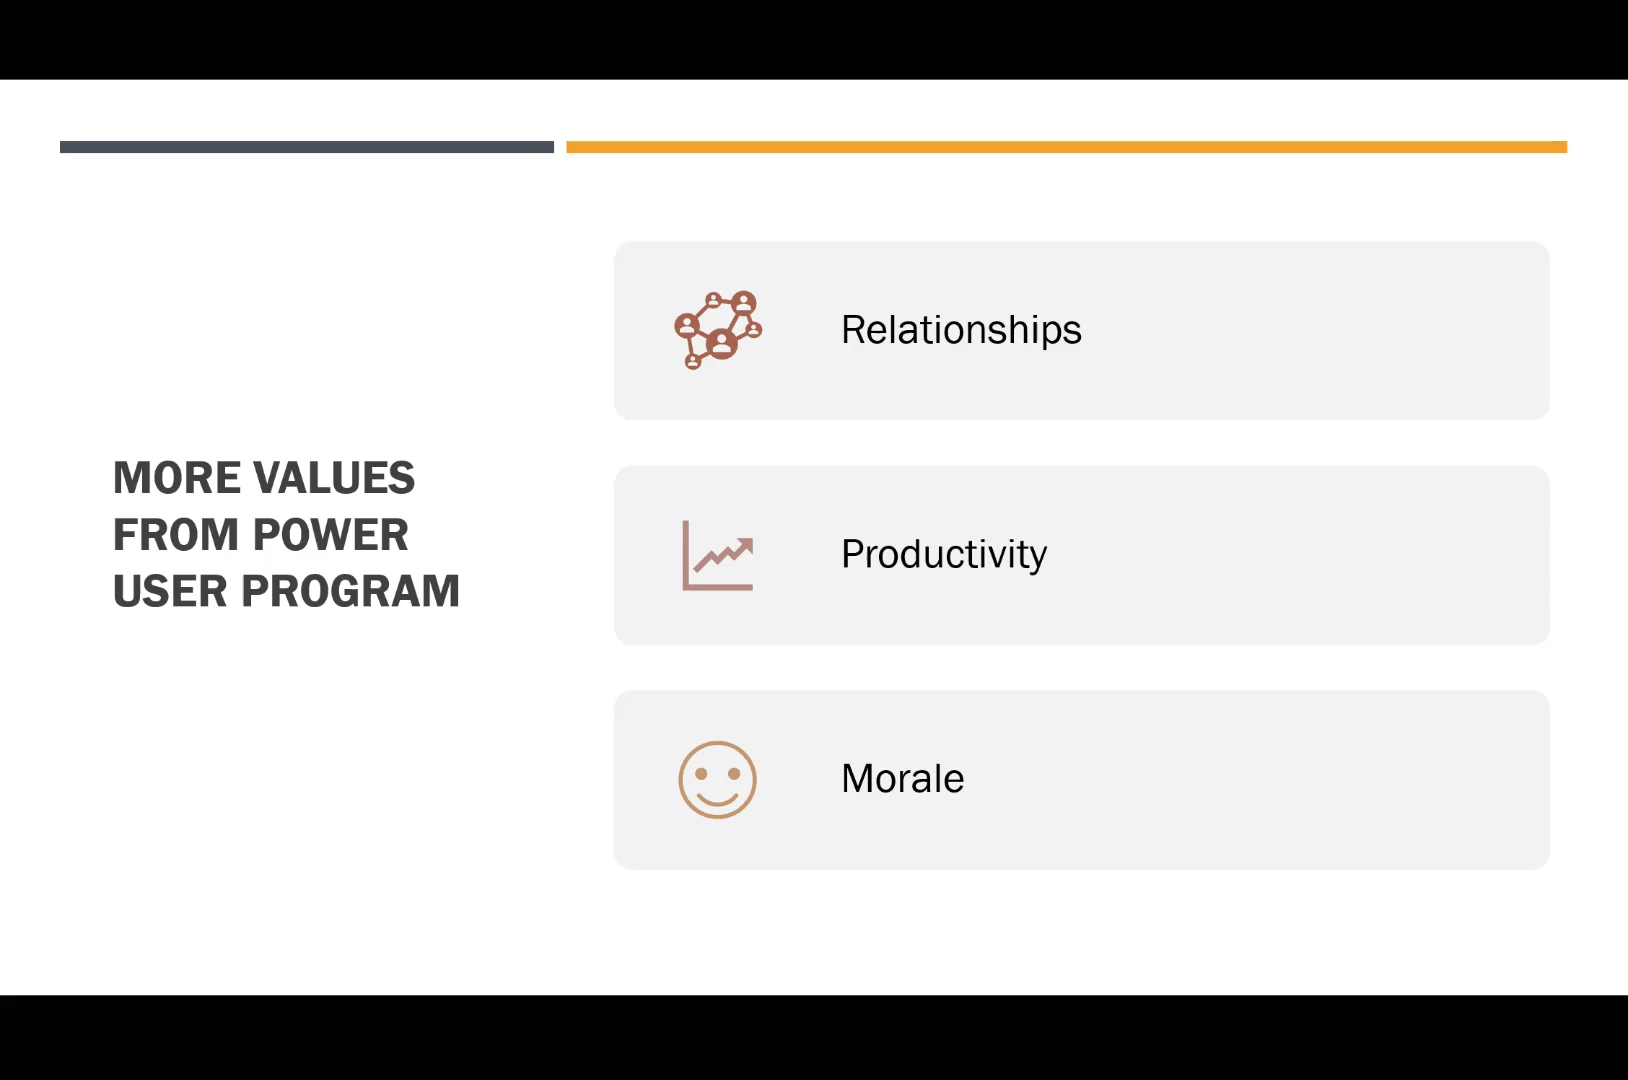 MORE VALUES
FROM POWER
USER PROGRAM
Relationships
Productivity
Morale